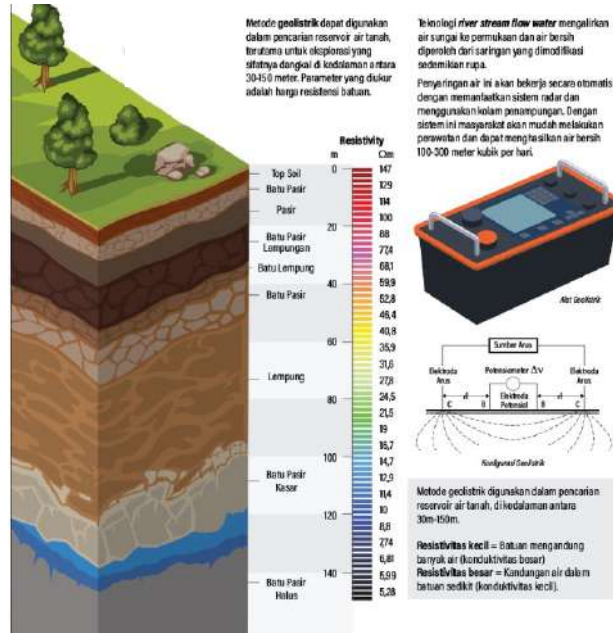 Metode geolistrik dapat digunakan
dalam pencarian reservoir air tanah,
terutama untuk eksplorasi yang
sifatnya dangkal di kedalaman antara
30-150 meter. Parameter yang diukur
adalah harga resistensi batuan.
Teknologi river stream flow water mengalirkan
air sungai ke permukaan dan air bersih
diperoleh dari saringan yang dimodifikasi
sedemikian rupa.
Penyaringan air ini akan bekerja secara otomatis
dengan memanfaatkan sistem radar dan
menggunakan kolam penampungan. Dengan
sistem ini masyarakat akan mudah melakukan
perawatan dan dapat menghasilkan air bersih
100-300 meter kubik per hari.
Resistivity
m
Ωm
0
20
40
60
80
100
120
140
147
129
114
100
88
77,4
68,1
59,9
52,8
46,4
40,8
35,9
31,6
27,8
24,5
21,5
19
16,7
14,7
12,9
11,4
10
8,8
7,74
6,81
5,99
5,28
Top Soil
Batu Pasir
Pasir
Batu Pasir
Lempungan
Batu Lempung
Batu Pasir
Lempung
Batu Pasir
Kasar
Batu Pasir
Halus
Alat Geolistrik
Sumber Arus
Elektroda
Arus
Potensiameter ΔV
Elektroda
Arus
d
Elektroda
Potensial
d
C
B
B
C
Konfigurasi Geolistrik
Metode geolistrik digunakan dalam pencarian
reservoir air tanah, di kedalaman antara
30m-150m.
Resistivitas kecil = Batuan mengandung
banyak air (konduktivitas besar)
Resistivitas besar = Kandungan air dalam
batuan sedikit (konduktivitas kecil).